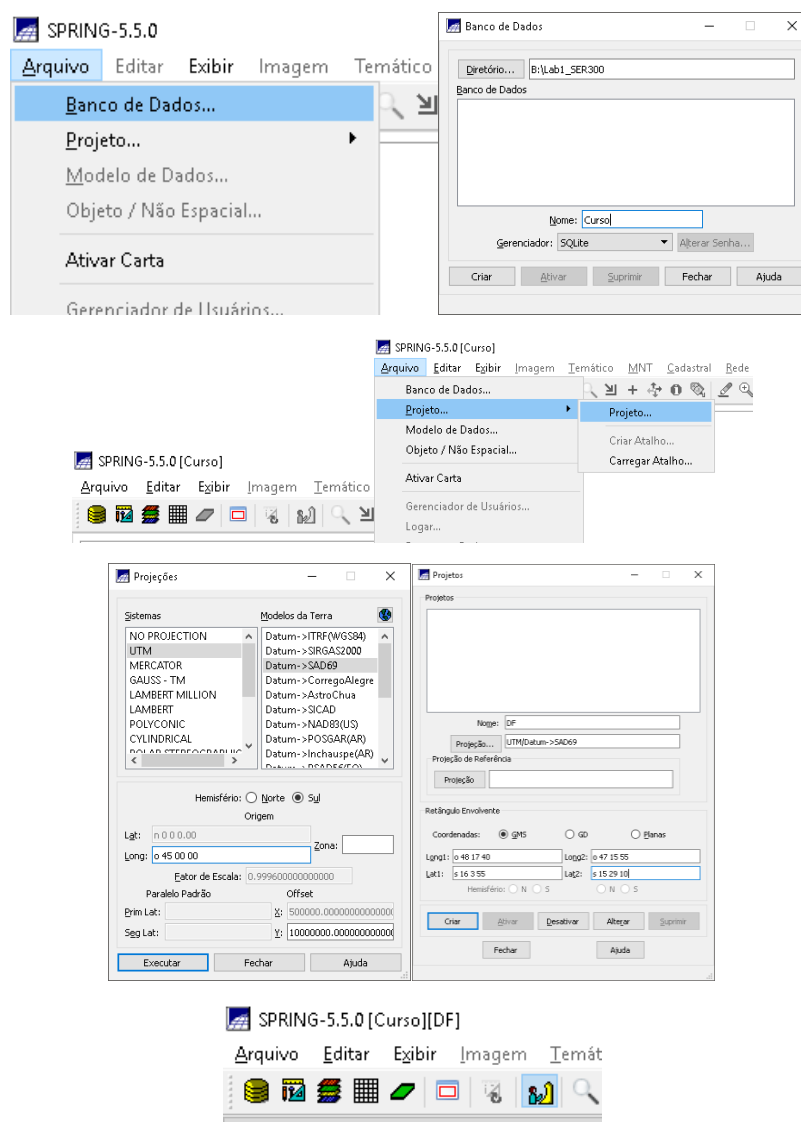 SPRING-5.5.0
Arquivo Editar Exibir Imagem Temático
Banco de Dados...
Projeto...
Modelo de Dados...
Objeto / Não Espacial...
Ativar Carta
Gerenciador de Usuários...
Banco de Dados
Diretório... B:\Lab1_SER300
Banco de Dados
Nome: Curso
Gerenciador: SQLite Alterar Senha...
Criar Ativar Suprimir Fechar Ajuda
SPRING-5.5.0 [Curso]
Arquivo Editar Exibir Imagem Temático MNT Cadastral Rede
Banco de Dados...
Projeto... Projeto...
Modelo de Dados... Criar Atalho...
Objeto / Não Espacial... Carregar Atalho...
Ativar Carta
Gerenciador de Usuários...
Logar...
SPRING-5.5.0 [Curso]
Arquivo Editar Exibir Imagem Temático
Projeções
Sistemas Modelos da Terra
NO PROJECTION Datum->ITRF(WGS84)
UTM Datum->SIRGAS2000
MERCATOR Datum->SAD69
GAUSS - TM Datum->CorregoAlegre
LAMBERT MILLION Datum->AstroChua
LAMBERT Datum->SICAD
POLYCONIC Datum->NAD83(US)
CYLINDRICAL Datum->POSGAR(AR)
POLAR STEREOGRAPHIC Datum->Inchauspe(AR)
Hemisfério: Norte Sul
Origem
Lat: n 0 0 0.00
Long: o 45 00 00 Zona:
Fator de Escala: 0.999600000000000
Paralelo Padrão Offset
Prim Lat: X: 500000.0000000000000
Seg Lat: Y: 10000000.000000000000
Executar Fechar Ajuda
Projetos
Projetos
Nome: DF
Projeção... UTM/Datum->SAD69
Projeção de Referência
Projeção
Retângulo Envolvente
Coordenadas: GMS GD Planas
Long1: o 48 17 40 Long2: o 47 15 55
Lat1: s 16 3 55 Lat2: s 15 29 10
Hemisfério: N S N S
Criar Ativar Desativar Alterar Suprimir
Fechar Ajuda
SPRING-5.5.0 [Curso][DF]
Arquivo Editar Exibir Imagem Temát